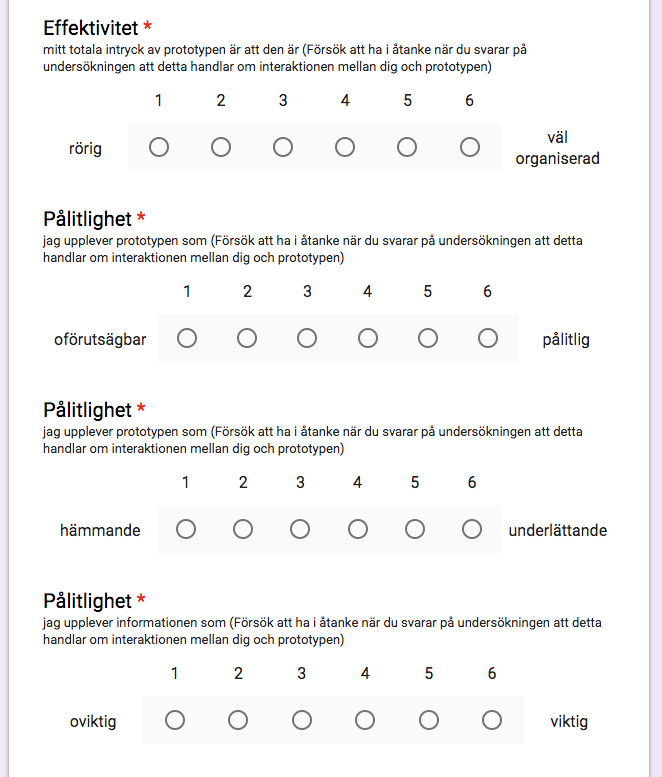 Effektivitet *
mitt totala intryck av prototypen är att den är (Försök att ha i åtanke när du svarar på
undersökningen att detta handlar om interaktionen mellan dig och prototypen)
1 2 3 4 5 6
rörig väl organiserad
Pålitlighet *
jag upplever prototypen som (Försök att ha i åtanke när du svarar på undersökningen att detta
handlar om interaktionen mellan dig och prototypen)
1 2 3 4 5 6
oförutsägbar pålitlig
Pålitlighet *
jag upplever prototypen som (Försök att ha i åtanke när du svarar på undersökningen att detta
handlar om interaktionen mellan dig och prototypen)
1 2 3 4 5 6
hämmande underlättande
Pålitlighet *
jag upplever informationen som (Försök att ha i åtanke när du svarar på undersökningen att detta
handlar om interaktionen mellan dig och prototypen)
1 2 3 4 5 6
oviktig viktig